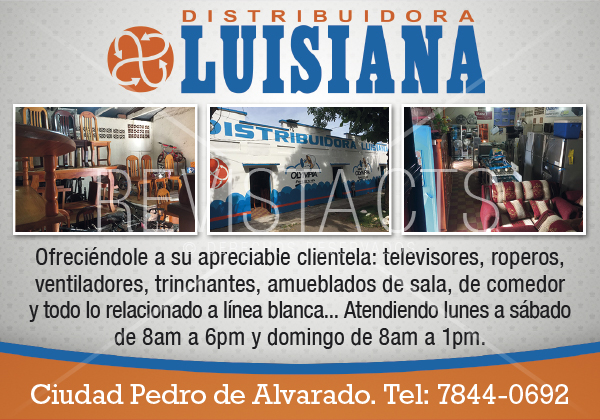 DISTRIBUIDORA
LUISIANA
DISTRIBUIDORA LU
OLYMPIA
REVISTACTS
Ofreciéndole a su apreciable clientela: televisores, roperos,
ventiladores, trinchantes, amueblados de sala, de comedor
y todo lo relacionado a línea blanca... Atendiendo lunes a sábado
de 8am a 6pm y domingo de 8am a 1pm.
Ciudad Pedro de Alvarado. Tel: 7844-0692